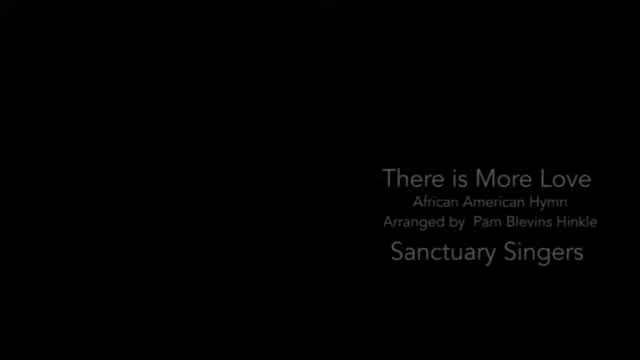 There is More Love
African American Hymn
Arranged by Pam Blevins Hinkle
Sanctuary Singers